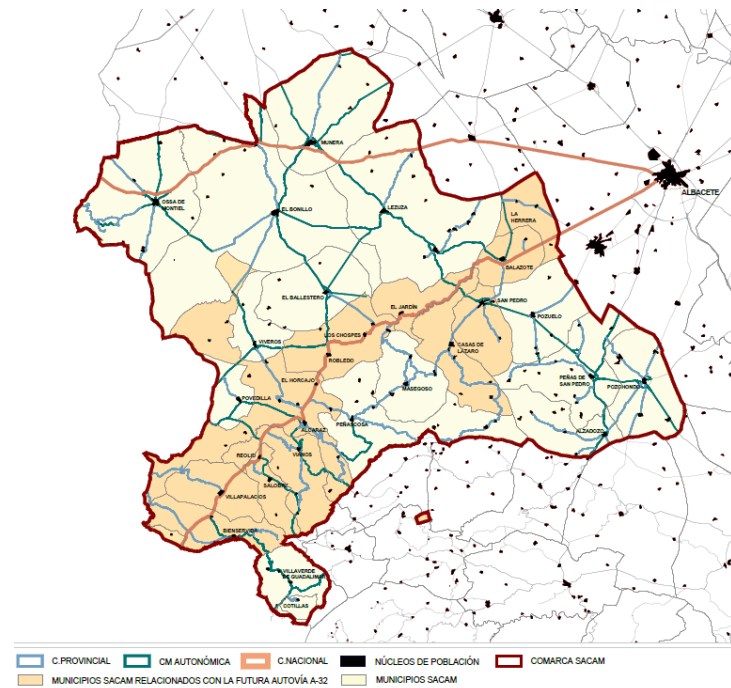 MUNERA
ALBACETE
OSSA DE
MONTIEL
EL BONILLO
LEZUZA
LA
HERRERA
BALAZOTE
EL BALLESTERO
EL JARDÍN
SAN PEDRO
POZUELO
LOS CHOSPES
VIVEROS
CASAS DE
LÁZARO
ROBLEDO
EL HORCAJO
MASEGOSO
PEÑAS DE
SAN PEDRO
POZOHONDO
POVEDILLA
PEÑASCOSA
ALCARAZ
ALZADOZO
REOLID
VIANOS
SALOBRE
VILLAPALACIOS
BIENSERVIDA
VILLAVERDE
DE GUADALIMAR
COTILLAS
C.PROVINCIAL CM AUTONÓMICA C.NACIONAL NÚCLEOS DE POBLACIÓN COMARCA SACAM
MUNICIPIOS SACAM RELACIONADOS CON LA FUTURA AUTOVÍA A-32 MUNICIPIOS SACAM